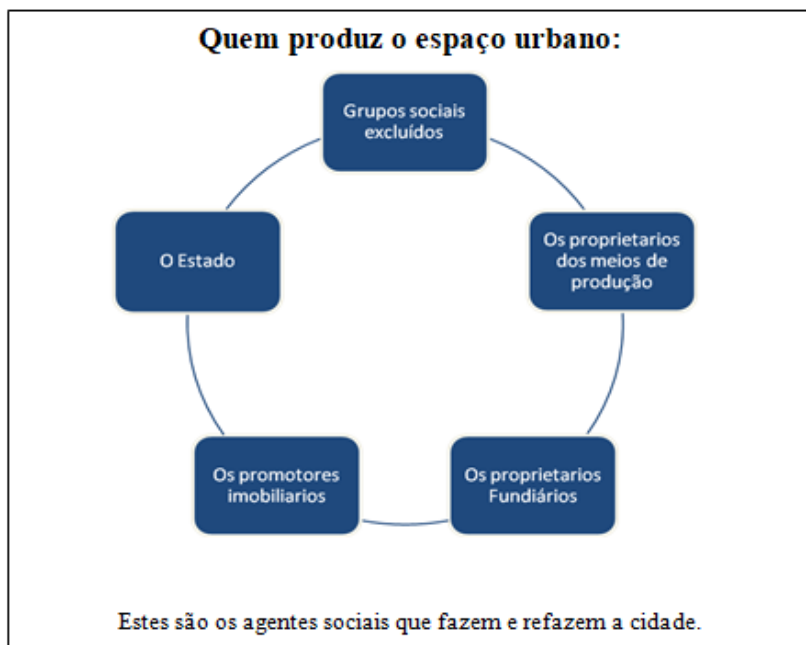 Quem produz o espaço urbano:
Grupos sociais
excluídos
O Estado
Os proprietarios
dos meios de
produção
Os promotores
imobiliarios
Os proprietarios
Fundiários
Estes são os agentes sociais que fazem e refazem a cidade.